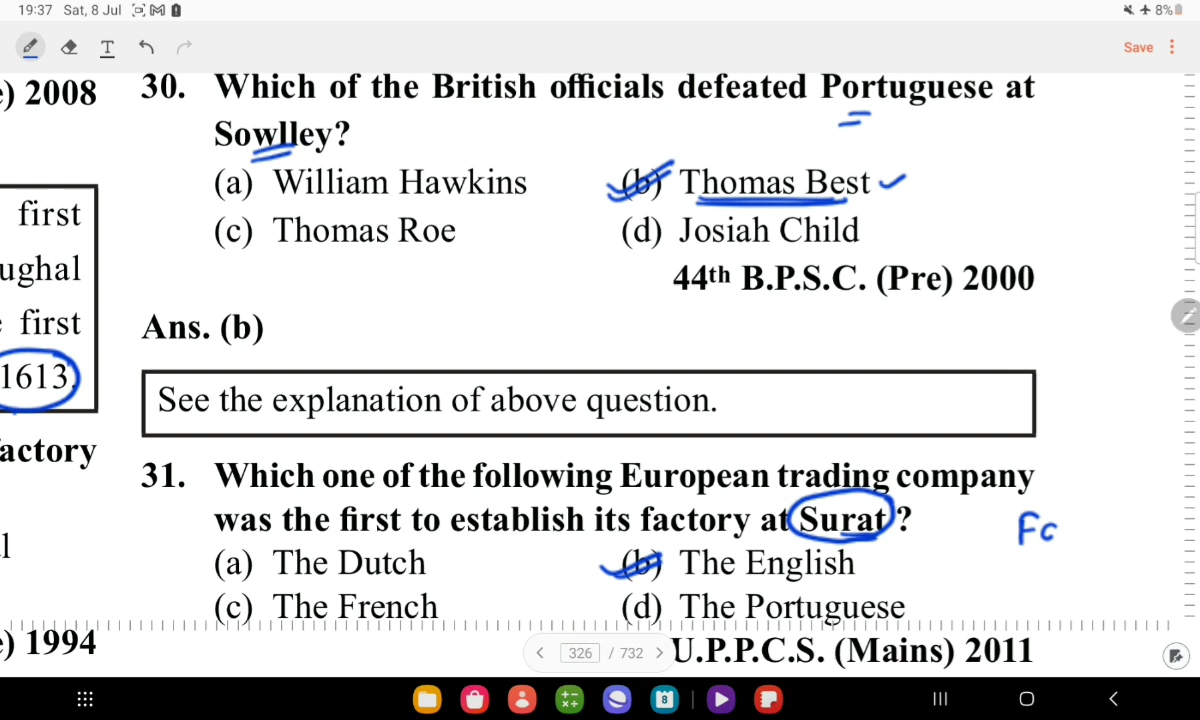 19:37 Sat, 8 Jul
8%
T
Save
e) 2008
first
ughal
e first
1613,
actory
l
e) 1994
30. Which of the British officials defeated Portuguese at
Sowlley?
(a) William Hawkins (b) Thomas Best
(c) Thomas Roe (d) Josiah Child
44th B.P.S.C. (Pre) 2000
Ans. (b)
See the explanation of above question.
31. Which one of the following European trading company
was the first to establish its factory at Surat ?
Fc
(a) The Dutch (b) The English
(c) The French (d) The Portuguese
U.P.P.C.S. (Mains) 2011
326 / 732
8